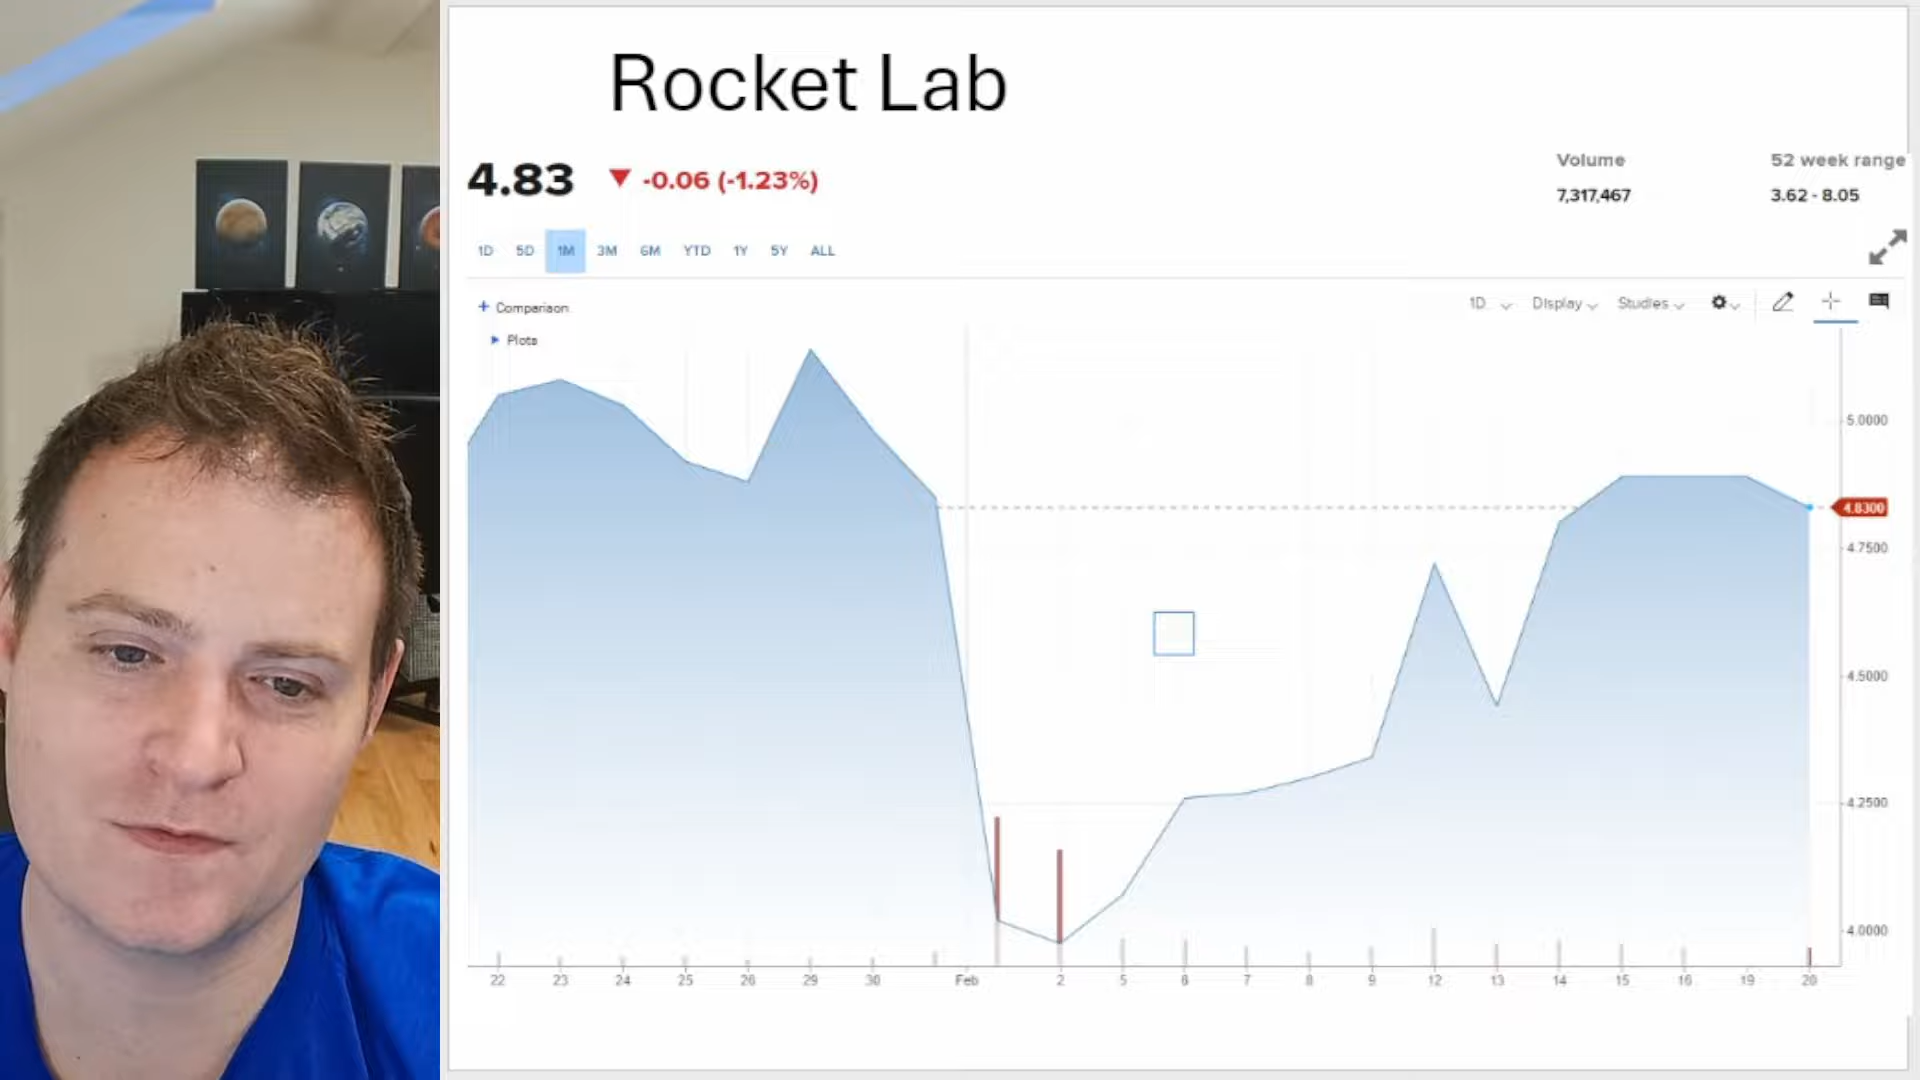 Rocket Lab
4.83 ▼ -0.06 (-1.23%)
Volume 52 week range
7,317,467 3.62 - 8.05
1D 5D 1M 3M 6M YTD 1Y 5Y ALL
+ Comparison 1D Display Studies
Plots
5.0000
4.8300
4.7500
4.5000
4.2500
4.0000
22 23 24 25 26 29 30 Feb 2 5 6 7 8 9 12 13 14 15 16 19 20